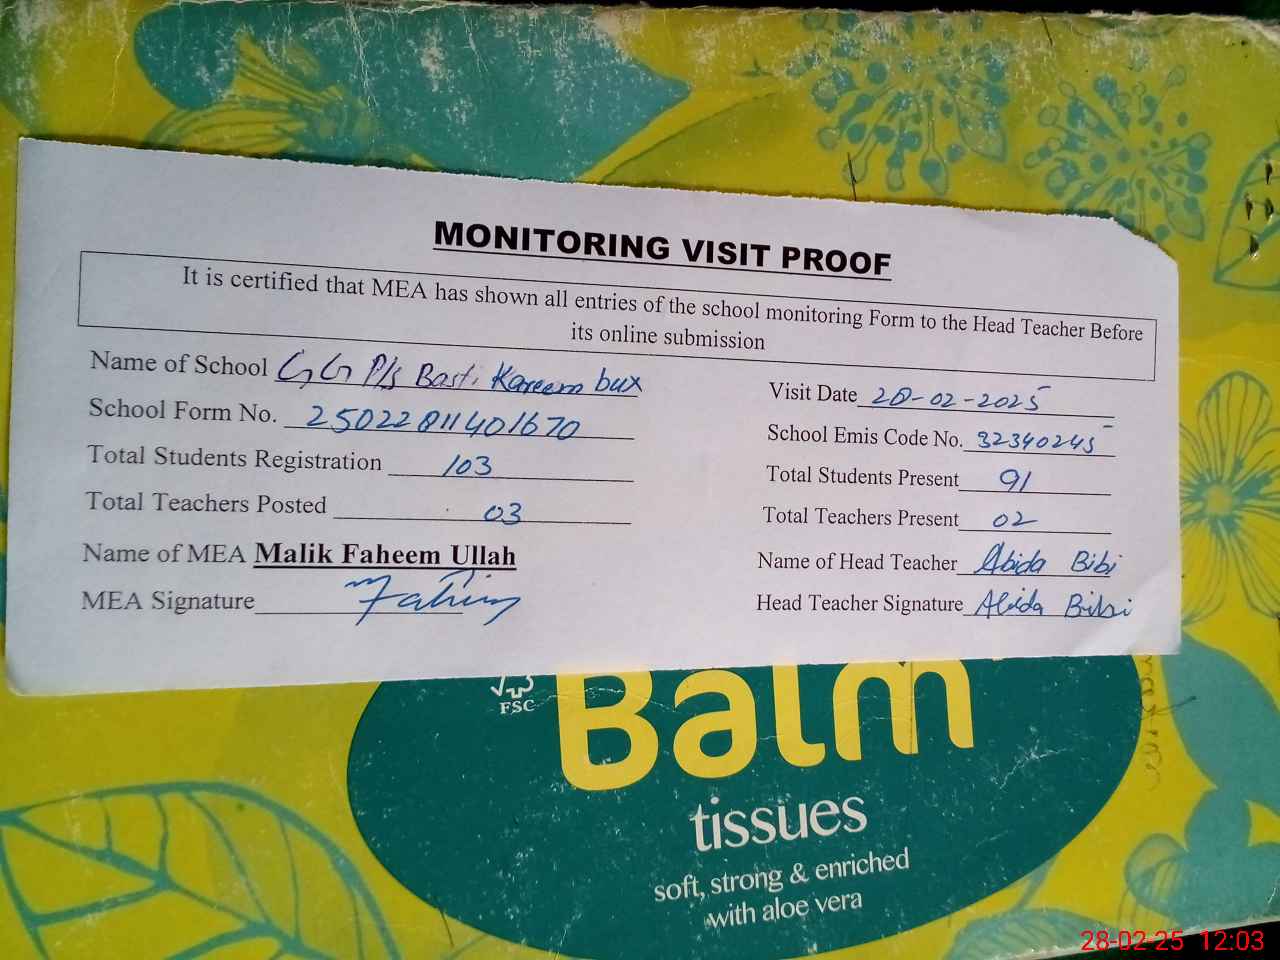 MONITORING VISIT PROOF
It is certified that MEA has shown all entries of the school monitoring Form to the Head Teacher Before
its online submission
Name of School GG P/s Basti Kareem bux
Visit Date 28-02-2025
School Form No. 25022811401670
School Emis Code No. 32340245
Total Students Registration 103
Total Students Present 91
Total Teachers Posted 03
Total Teachers Present 02
Name of MEA Malik Faheem Ullah
Name of Head Teacher Abida Bibi
MEA Signature Fahim
Head Teacher Signature Abida Bibi
FSC
Balm
tissues
soft, strong & enriched
with aloe vera
28-02-25 12:03